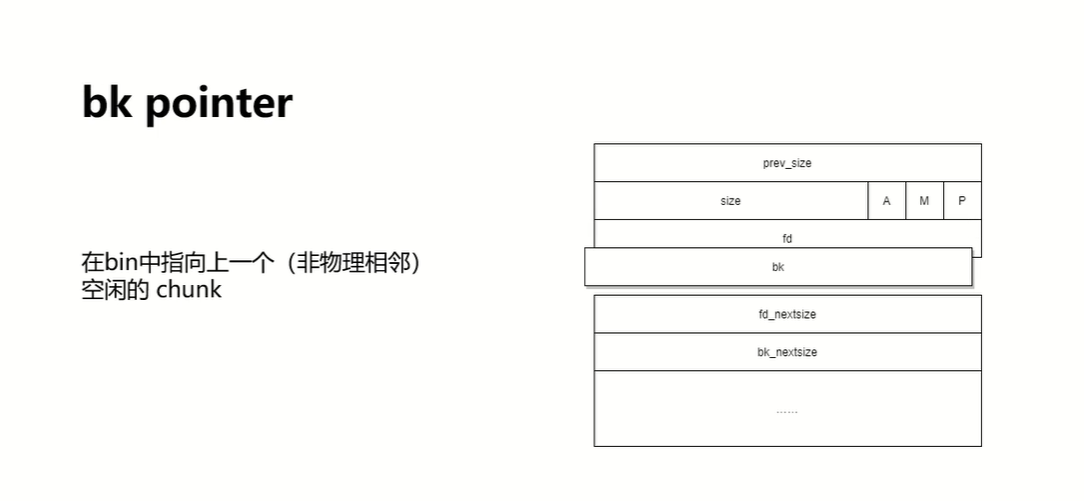 bk pointer
在bin中指向上一个（非物理相邻）
空闲的 chunk
prev_size
size A M P
fd
bk
fd_nextsize
bk_nextsize
......